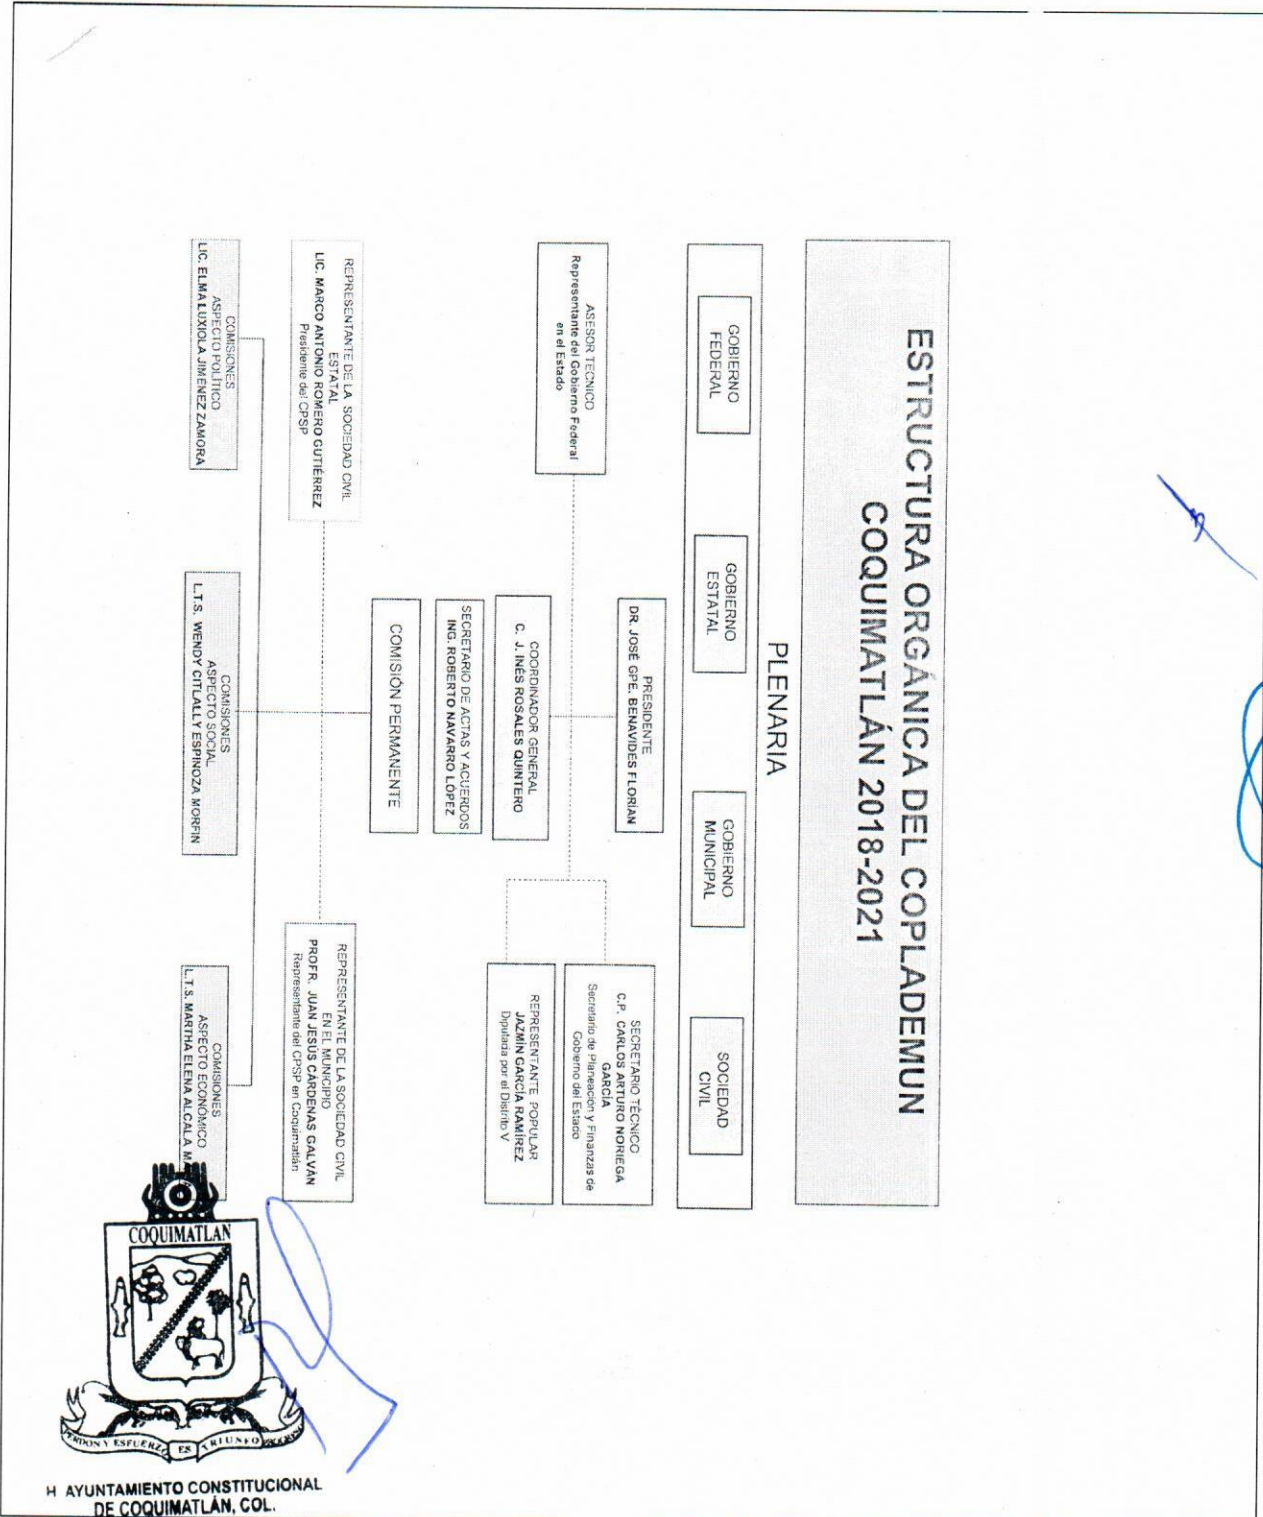 ESTRUCTURA ORGÁNICA DEL COPLADEMUN
COQUIMATLÁN 2018-2021
PLENARIA
GOBIERNO
FEDERAL
GOBIERNO
ESTATAL
GOBIERNO
MUNICIPAL
SOCIEDAD
CIVIL
PRESIDENTE
DR. JOSÉ GPE. BENAVIDES FLORIÁN
ASESOR TECNICO
Representante del Gobierno Federal
en el Estado
SECRETARIO TÉCNICO
C.P. CARLOS ARTURO NORIEGA
GARCÍA
Secretario de Planeación y Finanzas de
Gobierno del Estado
COORDINADOR GENERAL
C. J. INÉS ROSALES QUINTERO
REPRESENTANTE POPULAR
JAZMÍN GARCÍA RAMÍREZ
Diputada por el Distrito V
SECRETARIO DE ACTAS Y ACUERDOS
ING. ROBERTO NAVARRO LÓPEZ
COMISIÓN PERMANENTE
REPRESENTANTE DE LA SOCIEDAD CIVIL
ESTATAL
LIC. MARCO ANTONIO ROMERO GUTIÉRREZ
Presidente del CPSP
REPRESENTANTE DE LA SOCIEDAD CIVIL
EN EL MUNICIPIO
PROFR. JUAN JESÚS CÁRDENAS GALVÁN
Representante del CPSP en Coquimatlán
COMISIONES
ASPECTO POLÍTICO
LIC. ELMA LUXIOLA JIMÉNEZ ZAMORA
COMISIONES
ASPECTO SOCIAL
L.T.S. WENDY CITLALLY ESPINOZA MORFIN
COMISIONES
ASPECTO ECONÓMICO
L.T.S. MARTHA ELENA ALCALA
COQUIMATLAN
Y ESFUERZO ES TRIUNFO
H AYUNTAMIENTO CONSTITUCIONAL
DE COQUIMATLÁN, COL.